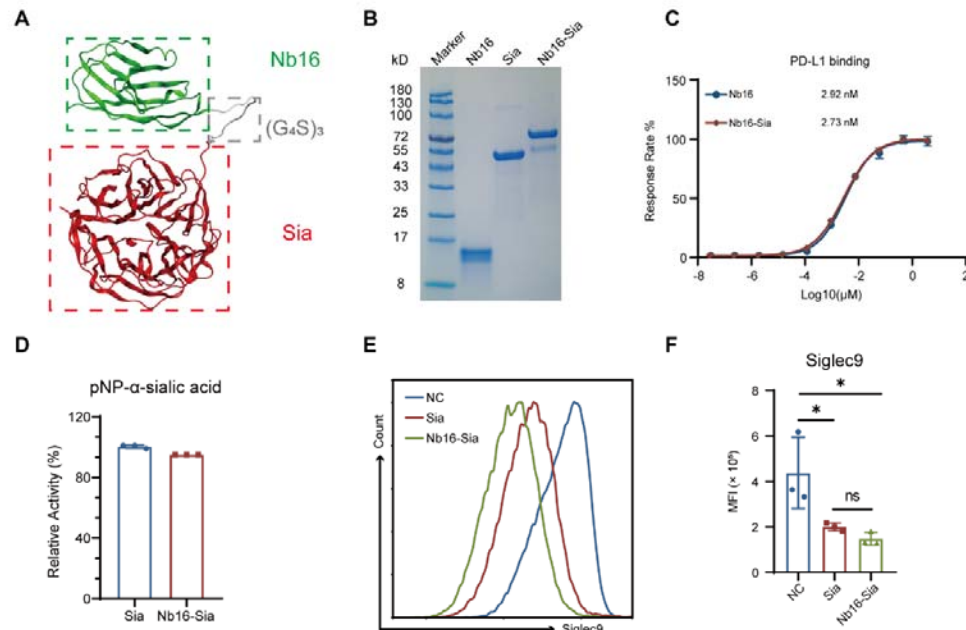 A
Nb16
(G₄S)₃
Sia
B
kD
Marker
Nb16
Sia
Nb16-Sia
180
130
100
72
55
43
33
25
17
8
C
PD-L1 binding
Nb16 2.92 nM
Nb16-Sia 2.73 nM
Response Rate %
150
100
50
0
-8 -6 -4 -2 0 2
Log10(μM)
D
pNP-α-sialic acid
Relative Activity (%)
120
80
40
0
Sia Nb16-Sia
E
NC
Sia
Nb16-Sia
Count
Siglec9
F
Siglec9
MFI (× 10⁶)
8
6
4
2
0
*
*
ns
NC
Sia
Nb16-Sia